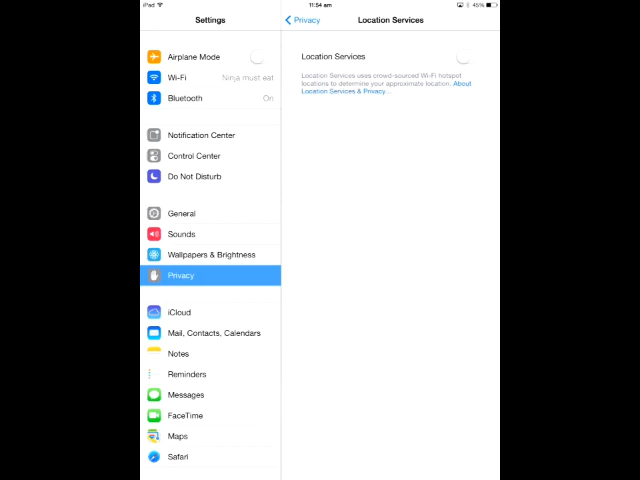 iPad
11:54 am
45%
Settings
Privacy
Location Services
Airplane Mode
Wi-Fi
Ninja must eat
Bluetooth
On
Notification Center
Control Center
Do Not Disturb
General
Sounds
Wallpapers & Brightness
Privacy
iCloud
Mail, Contacts, Calendars
Notes
Reminders
Messages
FaceTime
Maps
Safari
Location Services
Location Services uses crowd-sourced Wi-Fi hotspot
locations to determine your approximate location. About
Location Services & Privacy...